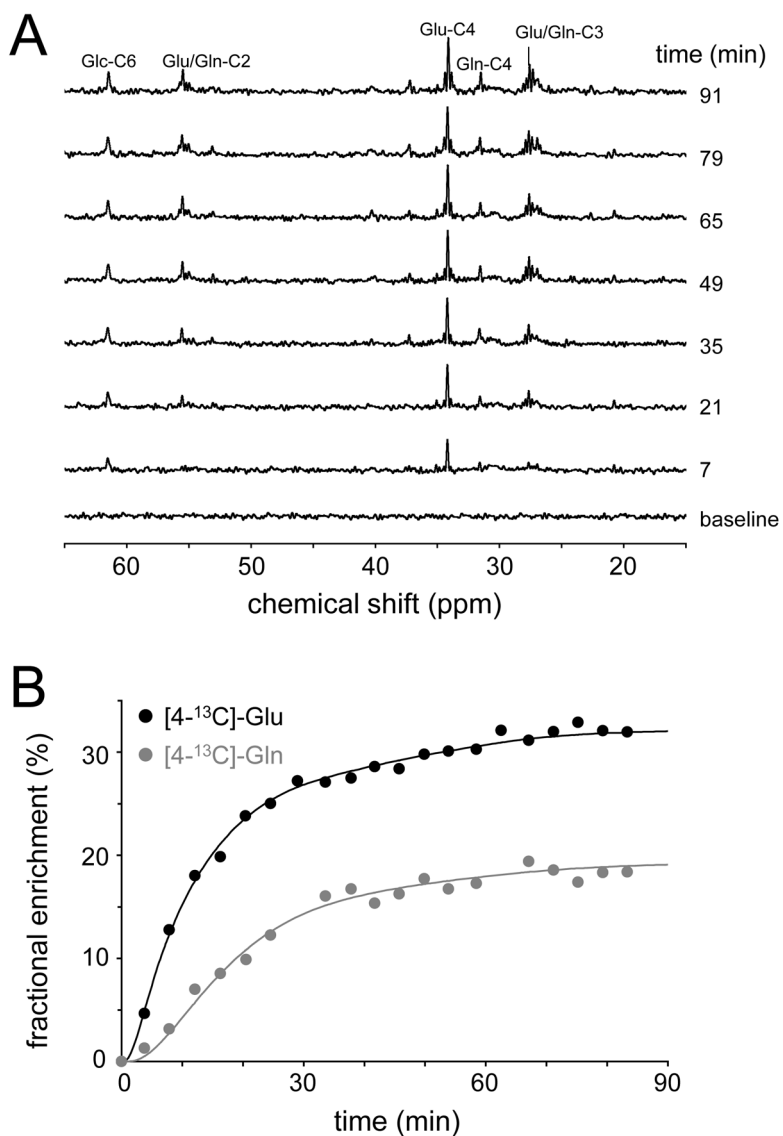 A
Glu-C4
Glu/Gln-C3
time (min)
Glc-C6
Glu/Gln-C2
Gln-C4
91
79
65
49
35
21
7
baseline
60 50 40 30 20
chemical shift (ppm)
B
[4-¹³C]-Glu
[4-¹³C]-Gln
30
20
10
0
fractional enrichment (%)
0 30 60 90
time (min)